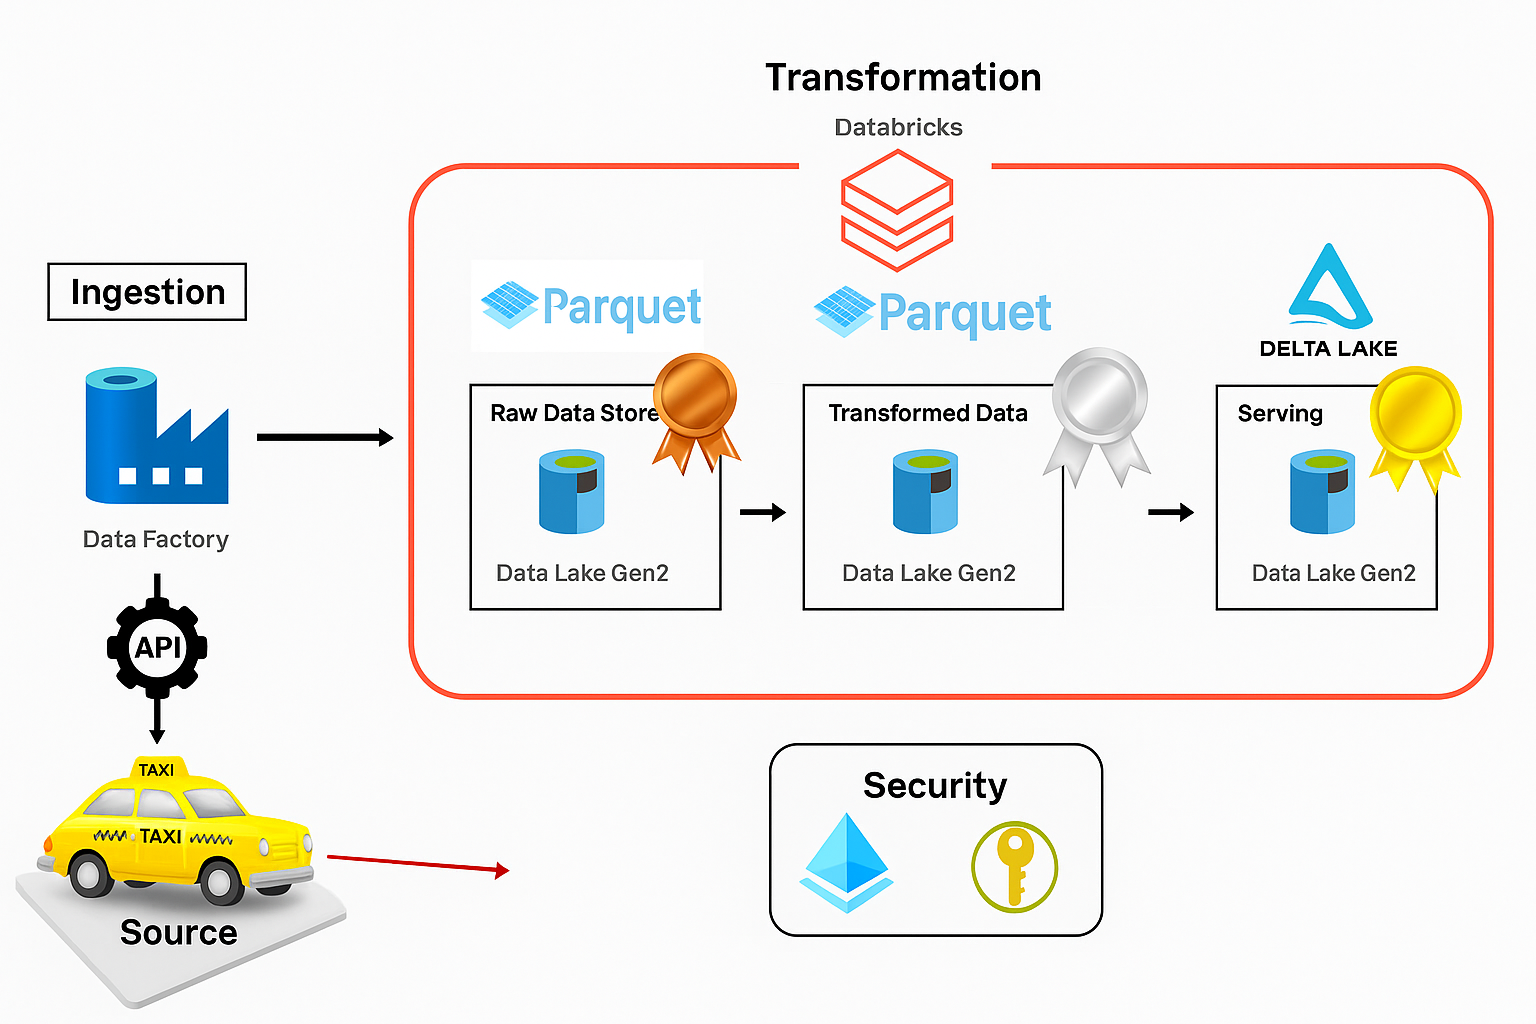 Transformation
Databricks
Ingestion
Parquet
Parquet
DELTA LAKE
Raw Data Store
Transformed Data
Serving
Data Factory
Data Lake Gen2
Data Lake Gen2
Data Lake Gen2
API
TAXI
TAXI
Source
Security